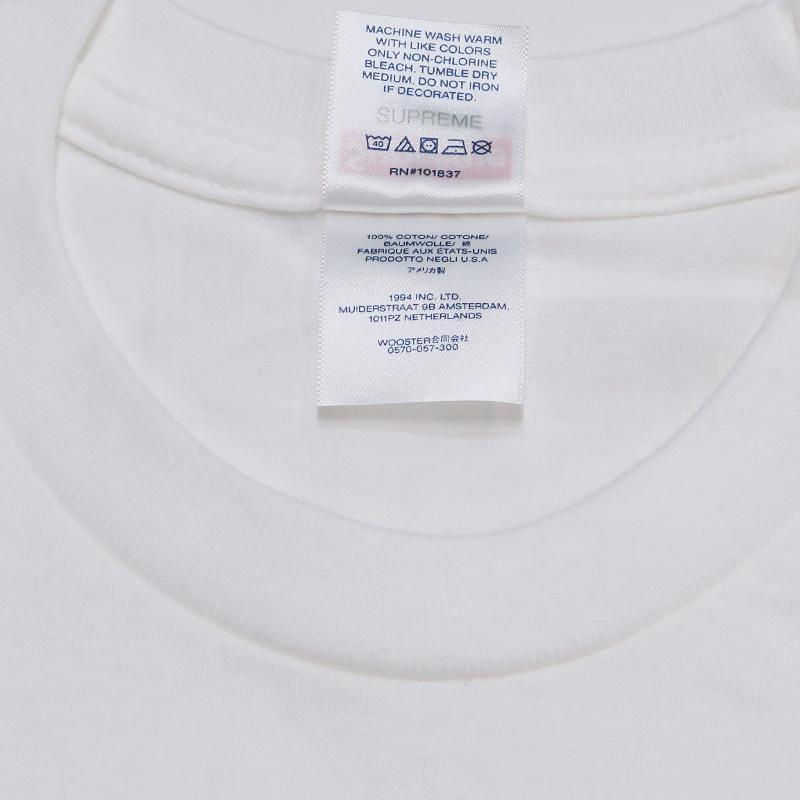 MACHINE WASH WARM
WITH LIKE COLORS
ONLY NON-CHLORINE
BLEACH. TUMBLE DRY
MEDIUM. DO NOT IRON
IF DECORATED.
SUPREME
40
RN#101837
100% COTON/ COTONE/
BAUMWOLLE/ 綿
FABRIQUE AUX ÉTATS-UNIS
PRODOTTO NEGLI U.S.A
アメリカ製
1994 INC. LTD.
MUIDERSTRAAT 9B AMSTERDAM,
1011PZ NETHERLANDS
WOOSTER合同会社
0570-057-300